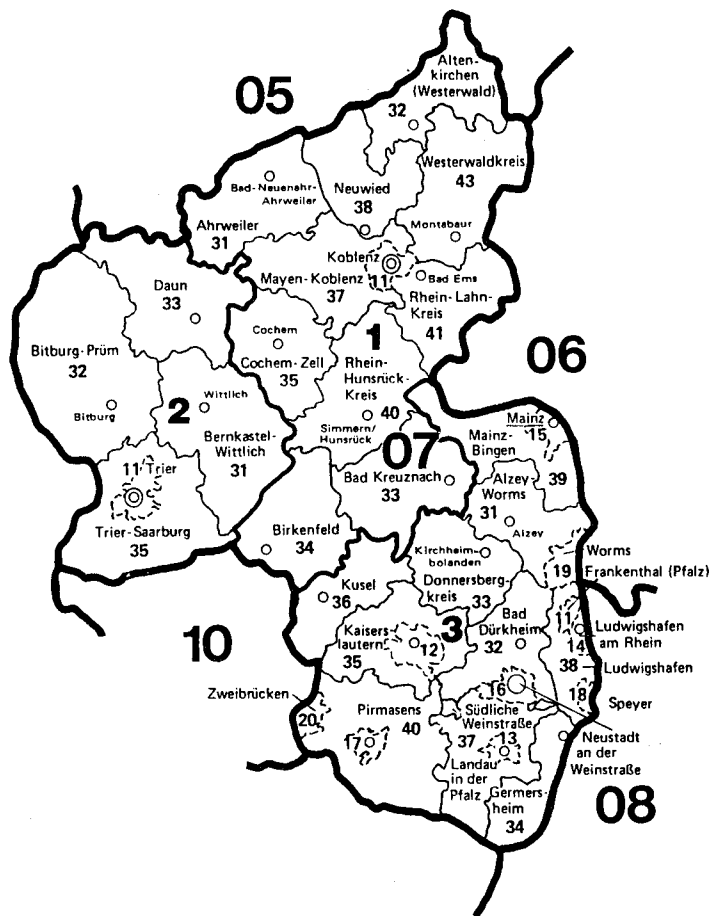 05
Alten-
kirchen
(Westerwald)
32
Westerwaldkreis
43
Bad-Neuenahr-
Ahrweiler
Neuwied
38
Ahrweiler
31
Montabaur
Koblenz
11
Mayen-Koblenz
37
Bad Ems
Rhein-Lahn-
Kreis
41
Daun
33
Cochem
Cochem-Zell
35
1
Rhein-
Hunsrück-
Kreis
40
Simmern/
Hunsrück
06
Bitburg-Prüm
32
Bitburg
2
Wittlich
Bernkastel-
Wittlich
31
07
Mainz
15
Mainz-
Bingen
39
11 Trier
Trier-Saarburg
35
Bad Kreuznach
33
Alzey-
Worms
31
Alzey
Birkenfeld
34
Kirchheim-
bolanden
Donnersberg-
kreis
33
Worms
19
Frankenthal (Pfalz)
Kusel
36
10
Kaisers-
lautern
35
12
3
Bad
Dürkheim
32
11
Ludwigshafen
am Rhein
14
38
Ludwigshafen
Zweibrücken
20
Pirmasens
40
17
16
Südliche
Weinstraße
37
13
Landau
in der
Pfalz
18
Speyer
Neustadt
an der
Weinstraße
Germers-
heim
34
08